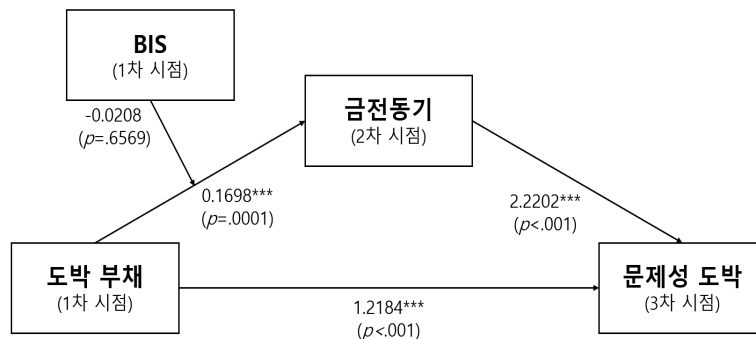 BIS
(1차 시점)
-0.0208
(p=.6569)
금전동기
(2차 시점)
0.1698***
(p=.0001)
2.2202***
(p<.001)
도박 부채
(1차 시점)
문제성 도박
(3차 시점)
1.2184***
(p<.001)